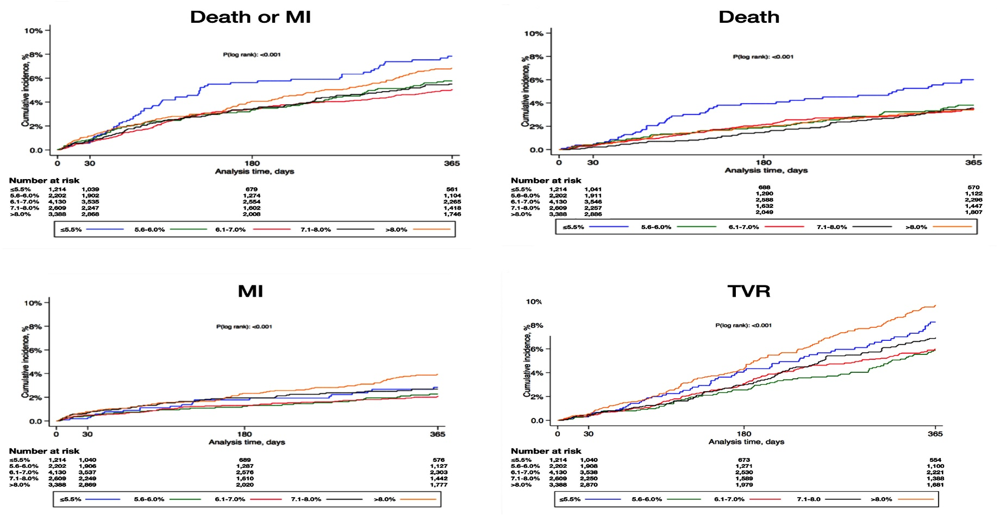 Death or MI
10%
8%
6%
4%
2%
0.0
Cumulative incidence, %
P(log rank): <0.001
0 30 180 365
Analysis time, days
Number at risk
≤5.5% 1,214 1,039 679 561
5.6-6.0% 2,202 1,902 1,274 1,104
6.1-7.0% 4,130 3,535 2,554 2,265
7.1-8.0% 2,609 2,247 1,602 1,418
>8.0% 3,388 2,868 2,008 1,746
≤5.5% 5.6-6.0% 6.1-7.0% 7.1-8.0% >8.0%
Death
10%
8%
6%
4%
2%
0.0
Cumulative incidence, %
P(log rank): <0.001
0 30 180 365
Analysis time, days
Number at risk
≤5.5% 1,214 1,041 688 570
5.6-6.0% 2,202 1,911 1,290 1,122
6.1-7.0% 4,130 3,546 2,588 2,296
7.1-8.0% 2,609 2,257 1,632 1,447
>8.0% 3,388 2,886 2,049 1,807
≤5.5% 5.6-6.0% 6.1-7.0% 7.1-8.0% >8.0%
MI
10%
8%
6%
4%
2%
0.0
Cumulative incidence, %
P(log rank): <0.001
0 30 180 365
Analysis time, days
Number at risk
≤5.5% 1,214 1,040 689 576
5.6-6.0% 2,202 1,906 1,287 1,127
6.1-7.0% 4,130 3,537 2,576 2,303
7.1-8.0% 2,609 2,249 1,610 1,442
>8.0% 3,388 2,869 2,020 1,777
≤5.5% 5.6-6.0% 6.1-7.0% 7.1-8.0% >8.0%
TVR
10%
8%
6%
4%
2%
0.0
Cumulative incidence, %
P(log rank): <0.001
0 30 180 365
Analysis time, days
Number at risk
≤5.5% 1,214 1,040 673 554
5.6-6.0% 2,202 1,908 1,271 1,100
6.1-7.0% 4,130 3,538 2,530 2,221
7.1-8.0% 2,609 2,250 1,589 1,388
>8.0% 3,388 2,870 1,979 1,681
≤5.5% 5.6-6.0% 6.1-7.0% 7.1-8.0 >8.0%